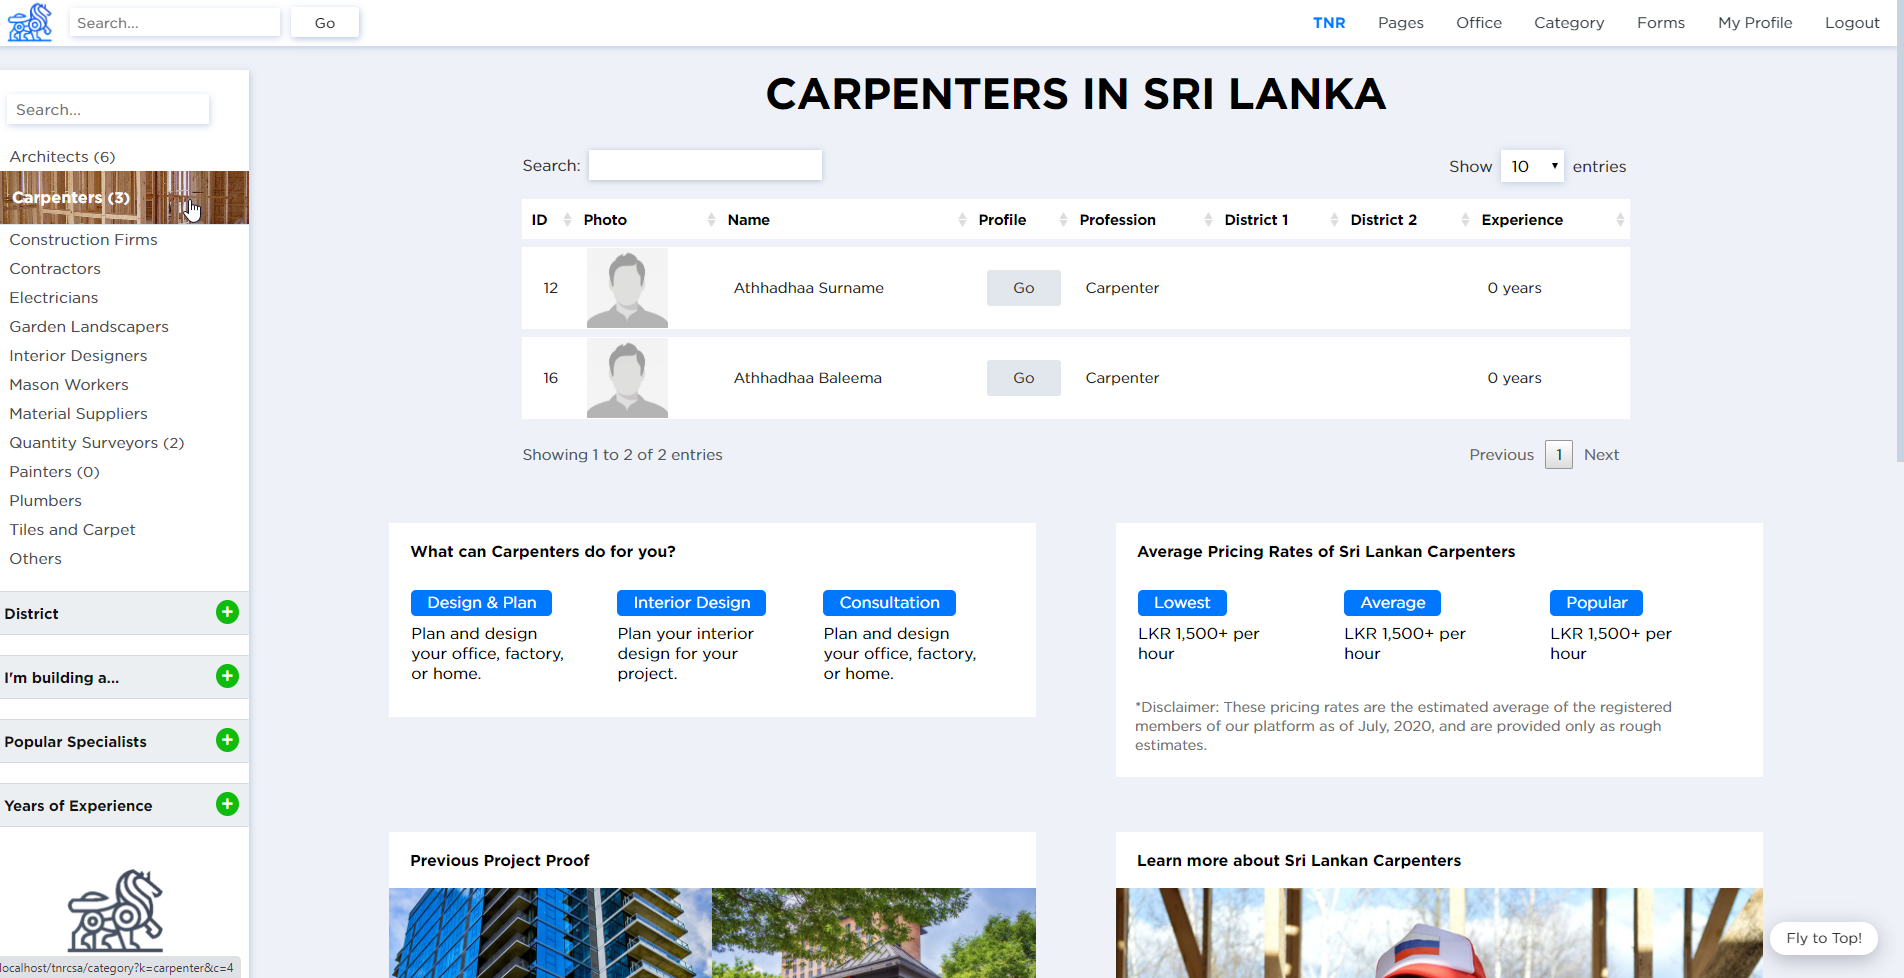 Search...
Go
TNR
Pages
Office
Category
Forms
My Profile
Logout
Search...
Architects (6)
Carpenters (3)
Construction Firms
Contractors
Electricians
Garden Landscapers
Interior Designers
Mason Workers
Material Suppliers
Quantity Surveyors (2)
Painters (0)
Plumbers
Tiles and Carpet
Others
District
I'm building a...
Popular Specialists
Years of Experience
localhost/tnrcsa/category?k=carpenter&c=4
CARPENTERS IN SRI LANKA
Search:
Show 10 entries
ID Photo Name Profile Profession District 1 District 2 Experience
12 Athhadhaa Surname Go Carpenter 0 years
16 Athhadhaa Baleema Go Carpenter 0 years
Showing 1 to 2 of 2 entries
Previous 1 Next
What can Carpenters do for you?
Design & Plan
Plan and design
your office, factory,
or home.
Interior Design
Plan your interior
design for your
project.
Consultation
Plan and design
your office, factory,
or home.
Average Pricing Rates of Sri Lankan Carpenters
Lowest
LKR 1,500+ per
hour
Average
LKR 1,500+ per
hour
Popular
LKR 1,500+ per
hour
*Disclaimer: These pricing rates are the estimated average of the registered
members of our platform as of July, 2020, and are provided only as rough
estimates.
Previous Project Proof
Learn more about Sri Lankan Carpenters
Fly to Top!